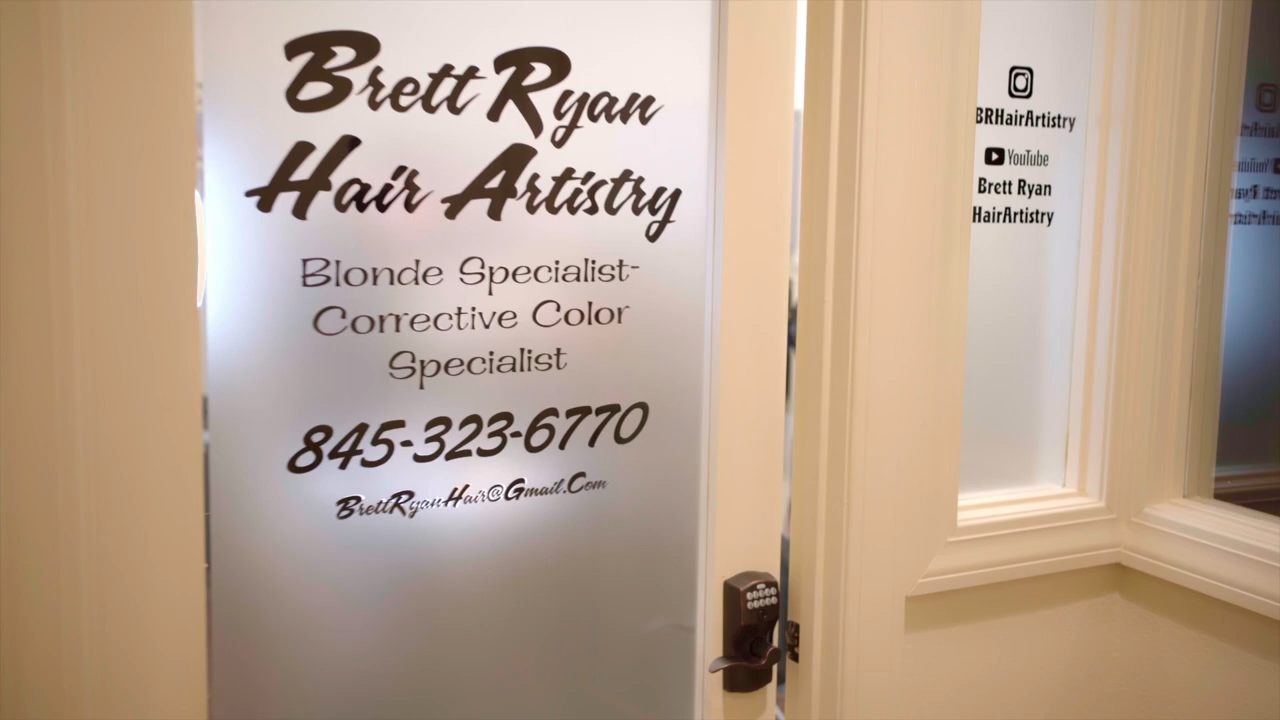 Brett Ryan
Hair Artistry
Blonde Specialist-
Corrective Color
Specialist
845-323-6770
BrettRyanHair@Gmail.Com
BRHairArtistry
YouTube
Brett Ryan
HairArtistry